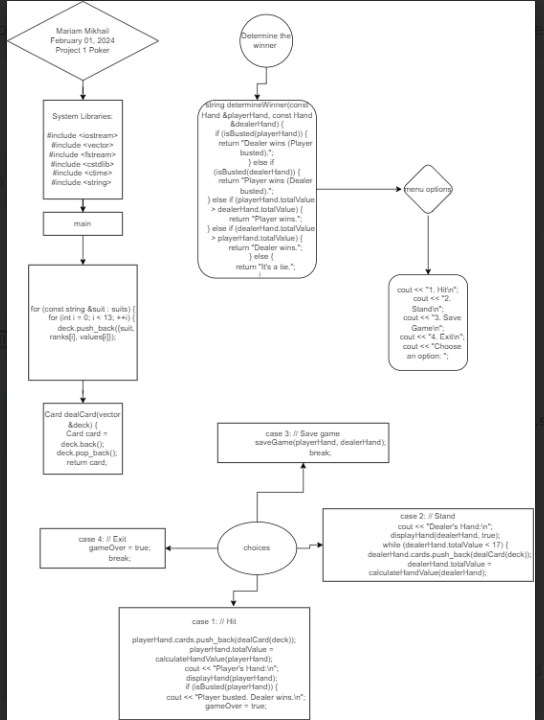 Mariam Mikhail
February 01, 2024
Project 1 Poker
System Libraries:
#include <iostream>
#include <vector>
#include <fstream>
#include <cstdlib>
#include <ctime>
#include <string>
main
for (const string &suit : suits) {
for (int i = 0; i < 13; ++i) {
deck.push_back({suit,
ranks[i], values[i]});
Card dealCard(vector
&deck) {
Card card =
deck.back();
deck.pop_back();
return card;
Determine the
winner
string determineWinner(const
Hand &playerHand, const Hand
&dealerHand) {
if (isBusted(playerHand)) {
return "Dealer wins (Player
busted).";
} else if
(isBusted(dealerHand)) {
return "Player wins (Dealer
busted).";
} else if (playerHand.totalValue
> dealerHand.totalValue) {
return "Player wins.";
} else if (dealerHand.totalValue
> playerHand.totalValue) {
return "Dealer wins.";
} else {
return "It's a tie.";
}
menu options
cout << "1. Hit\n";
cout << "2.
Stand\n";
cout << "3. Save
Game\n";
cout << "4. Exit\n";
cout << "Choose
an option: ";
case 3: // Save game
saveGame(playerHand, dealerHand);
break;
case 4: // Exit
gameOver = true;
break;
choices
case 2: // Stand
cout << "Dealer's Hand:\n";
displayHand(dealerHand, true);
while (dealerHand.totalValue < 17) {
dealerHand.cards.push_back(dealCard(deck));
dealerHand.totalValue =
calculateHandValue(dealerHand);
case 1: // Hit
playerHand.cards.push_back(dealCard(deck));
playerHand.totalValue =
calculateHandValue(playerHand);
cout << "Player's Hand:\n";
displayHand(playerHand);
if (isBusted(playerHand)) {
cout << "Player busted. Dealer wins.\n";
gameOver = true;